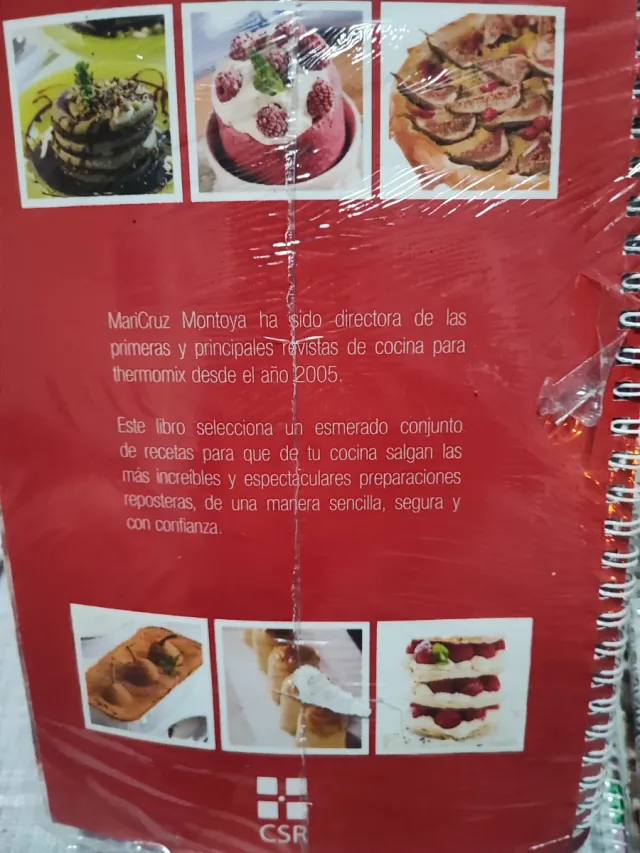 MariCruz Montoya ha sido directora de las
primeras y principales revistas de cocina para
thermomix desde el año 2005.
Este libro selecciona un esmerado conjunto
de recetas para que de tu cocina salgan las
más increíbles y espectaculares preparaciones
reposteras, de una manera sencilla, segura y
con confianza.
CSR